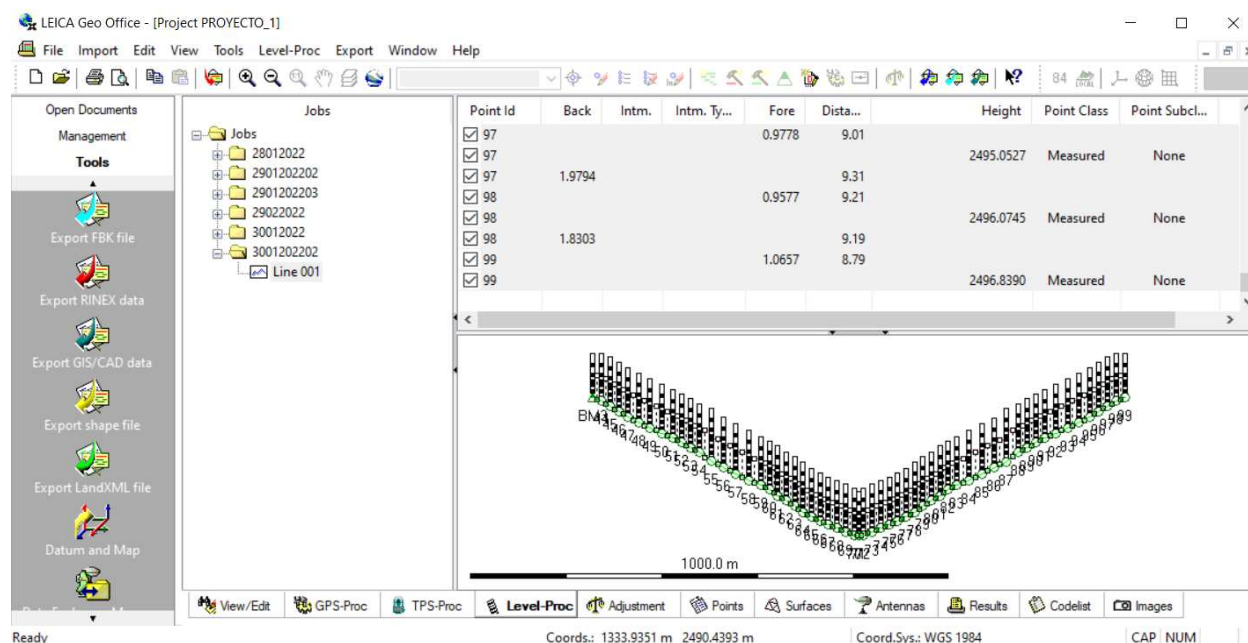 LEICA Geo Office - [Project PROYECTO_1]
File Import Edit View Tools Level-Proc Export Window Help
84
Open Documents
Management
Tools
Export FBK file
Export RINEX data
Export GIS/CAD data
Export shape file
Export LandXML file
Datum and Map
Jobs
Jobs
28012022
2901202202
2901202203
29022022
30012022
3001202202
Line 001
Point Id Back Intm. Intm. Ty... Fore Dista... Height Point Class Point Subcl...
97 0.9778 9.01
97 2495.0527 Measured None
97 1.9794 9.31
98 0.9577 9.21
98 2496.0745 Measured None
98 1.8303 9.19
99 1.0657 8.79
99 2496.8390 Measured None
1000.0 m
View/Edit GPS-Proc TPS-Proc Level-Proc Adjustment Points Surfaces Antennas Results Codelist Images
Ready Coords.: 1333.9351 m 2490.4393 m Coord.Sys.: WGS 1984 CAP NUM